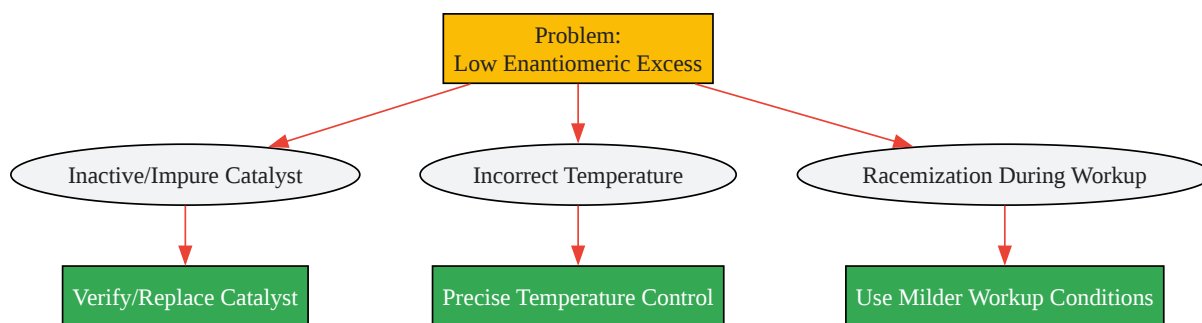 Problem:
Low Enantiomeric Excess
Inactive/Impure Catalyst
Incorrect Temperature
Racemization During Workup
Verify/Replace Catalyst
Precise Temperature Control
Use Milder Workup Conditions